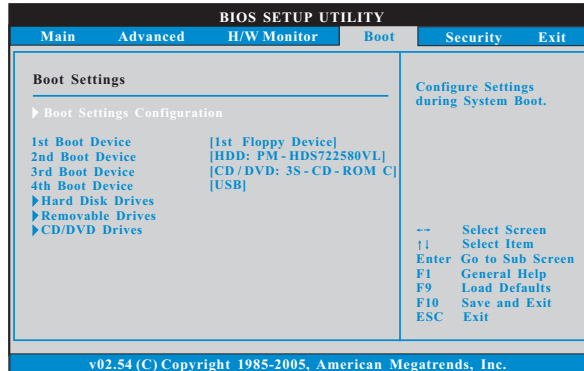 BIOS SETUP UTILITY
Main Advanced H/W Monitor Boot Security Exit
Boot Settings
Boot Settings Configuration
1st Boot Device [1st Floppy Device]
2nd Boot Device [HDD: PM - HDS722580VL]
3rd Boot Device [CD / DVD: 3S - CD - ROM C]
4th Boot Device [USB]
Hard Disk Drives
Removable Drives
CD/DVD Drives
Configure Settings
during System Boot.
←→ Select Screen
↑↓ Select Item
Enter Go to Sub Screen
F1 General Help
F9 Load Defaults
F10 Save and Exit
ESC Exit
v02.54 (C) Copyright 1985-2005, American Megatrends, Inc.